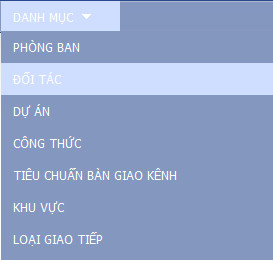 DANH MỤC
PHÒNG BAN
ĐỐI TÁC
DỰ ÁN
CÔNG THỨC
TIÊU CHUẨN BÀN GIAO KÊNH
KHU VỰC
LOẠI GIAO TIẾP